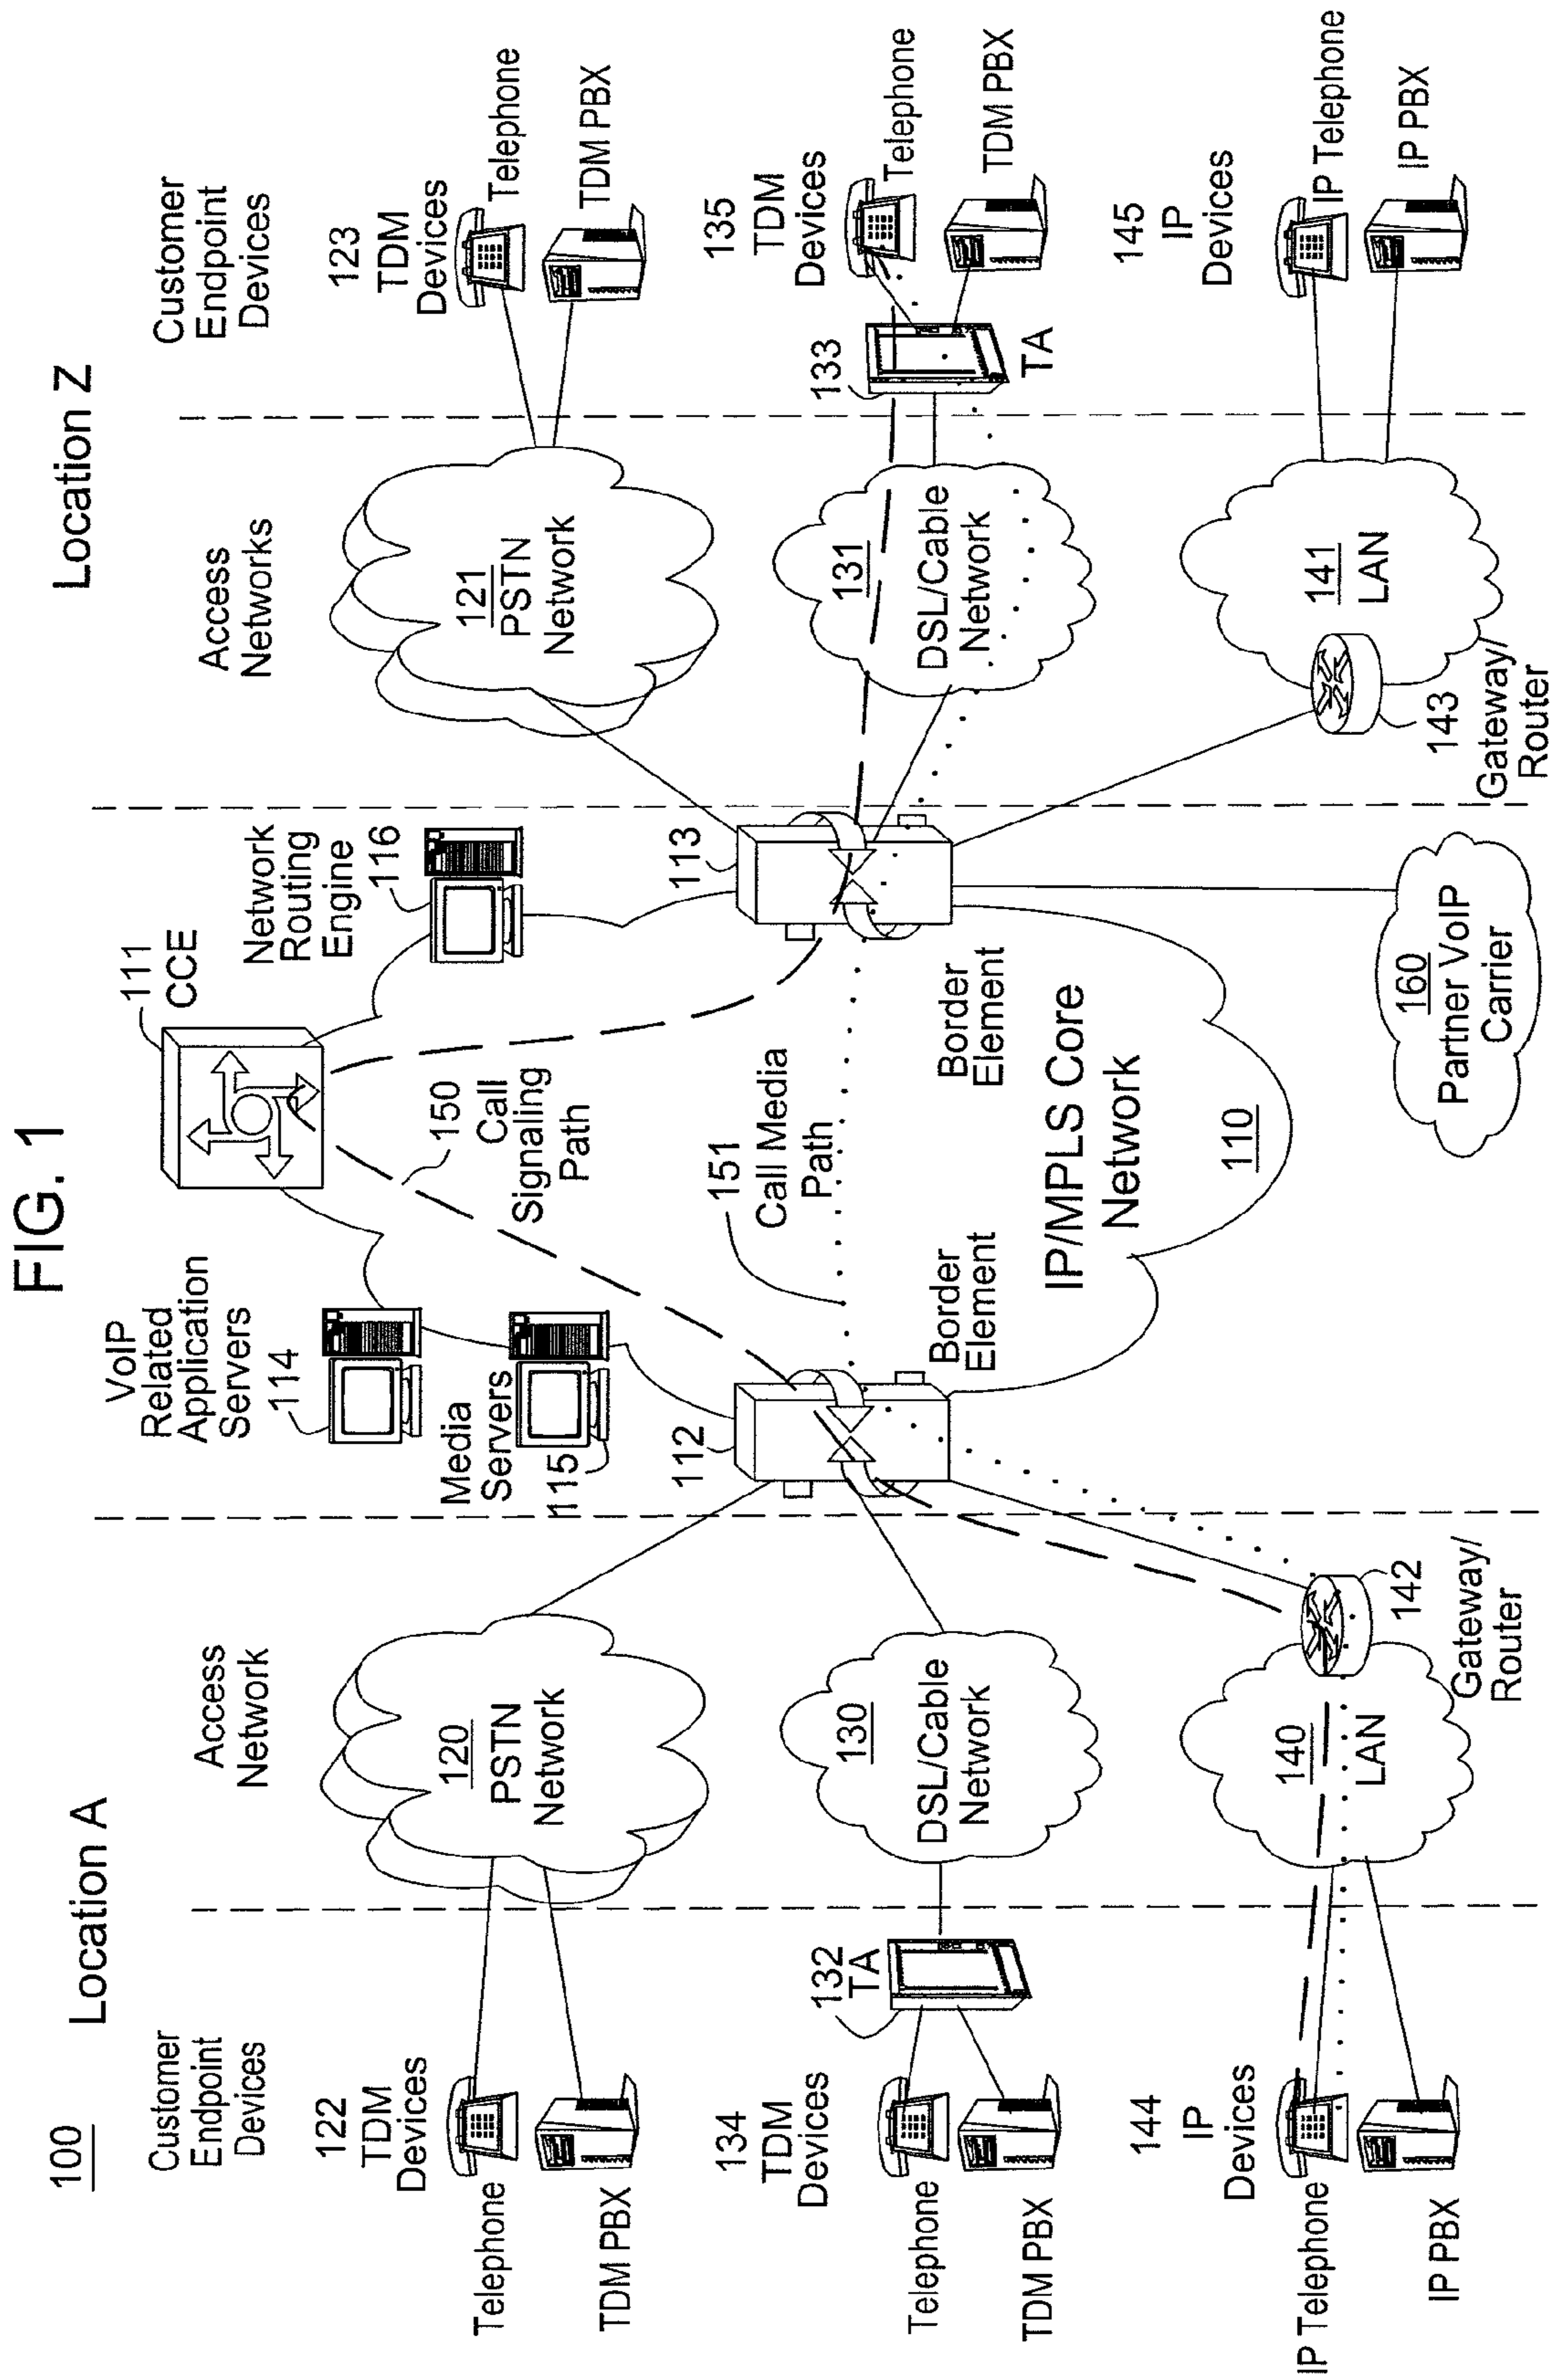 FIG. 1
100
Location A
Location Z
Customer
Endpoint
Devices
Access
Network
VoIP
Related
Application
Servers
114
111
CCE
Network
Routing
Engine
116
Access
Networks
Customer
Endpoint
Devices
122
TDM
Devices
Telephone
TDM PBX
120
PSTN
Network
Media
Servers
115
150
Call
Signaling
Path
121
PSTN
Network
123
TDM
Devices
Telephone
TDM PBX
134
TDM
Devices
Telephone
TDM PBX
132
TA
130
DSL/Cable
Network
112
Border
Element
151
Call Media
Path
113
Border
Element
131
DSL/Cable
Network
133
TA
135
TDM
Devices
Telephone
TDM PBX
IP/MPLS Core
Network
110
144
IP
Devices
IP Telephone
IP PBX
140
LAN
142
Gateway/
Router
160
Partner VoIP
Carrier
143
Gateway/
Router
141
LAN
145
IP
Devices
IP Telephone
IP PBX